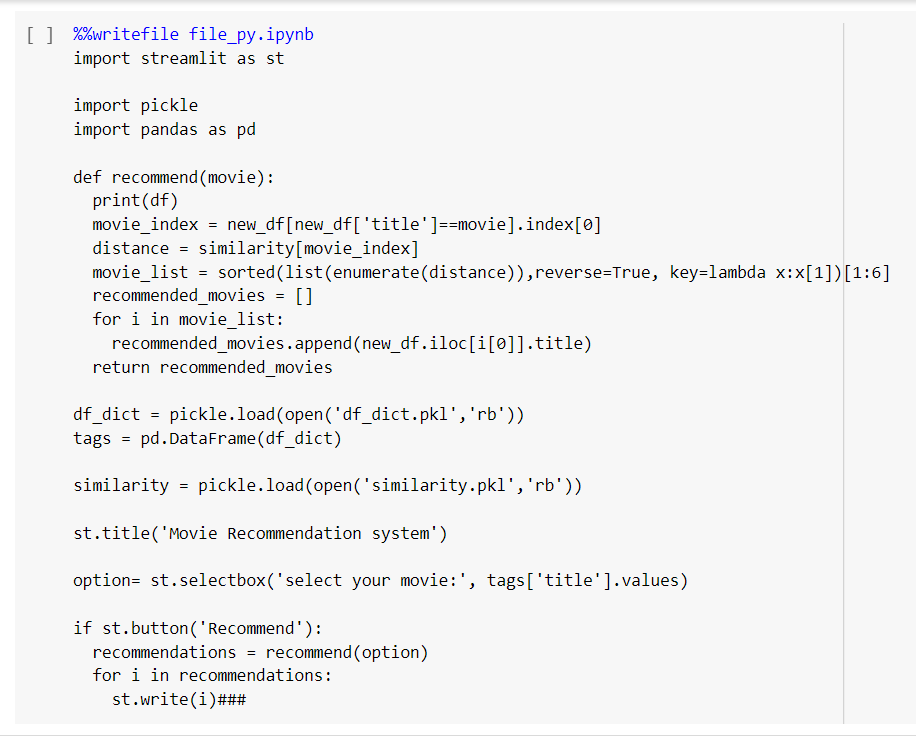 [ ] %%writefile file_py.ipynb
import streamlit as st
import pickle
import pandas as pd
def recommend(movie):
  print(df)
  movie_index = new_df[new_df['title']==movie].index[0]
  distance = similarity[movie_index]
  movie_list = sorted(list(enumerate(distance)),reverse=True, key=lambda x:x[1])[1:6]
  recommended_movies = []
  for i in movie_list:
    recommended_movies.append(new_df.iloc[i[0]].title)
  return recommended_movies
df_dict = pickle.load(open('df_dict.pkl','rb'))
tags = pd.DataFrame(df_dict)
similarity = pickle.load(open('similarity.pkl','rb'))
st.title('Movie Recommendation system')
option= st.selectbox('select your movie:', tags['title'].values)
if st.button('Recommend'):
  recommendations = recommend(option)
  for i in recommendations:
    st.write(i)###